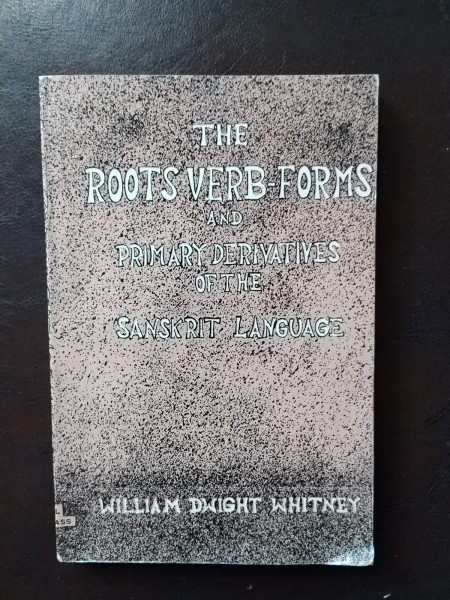 THE
ROOTS VERB-FORMS
AND
PRIMARY DERIVATIVES
OF THE
SANSKRIT LANGUAGE
WILLIAM DWIGHT WHITNEY